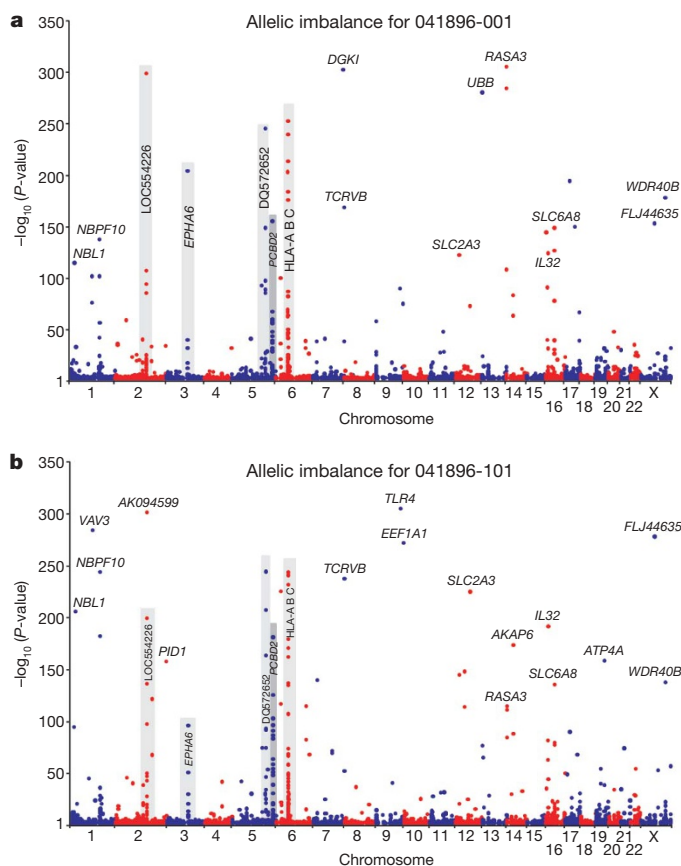 a
Allelic imbalance for 041896-001
350
300
250
200
150
100
50
1
–log10 (P-value)
NBL1
NBPF10
LOC554226
EPHA6
DQ572652
PCBD2
HLA-A B C
DGKI
TCRVB
SLC2A3
UBB
RASA3
SLC6A8
IL32
WDR40B
FLJ44635
1 2 3 4 5 6 7 8 9 10 11 12 13 14 15 16 17 18 19 20 21 22 X
Chromosome
b
Allelic imbalance for 041896-101
350
300
250
200
150
100
50
1
–log10 (P-value)
VAV3
NBPF10
NBL1
AK094599
LOC554226
PID1
EPHA6
DQ572652
PCBD2
HLA-A B C
TCRVB
TLR4
EEF1A1
SLC2A3
AKAP6
RASA3
IL32
SLC6A8
ATP4A
FLJ44635
WDR40B
1 2 3 4 5 6 7 8 9 10 11 12 13 14 15 16 17 18 19 20 21 22 X
Chromosome